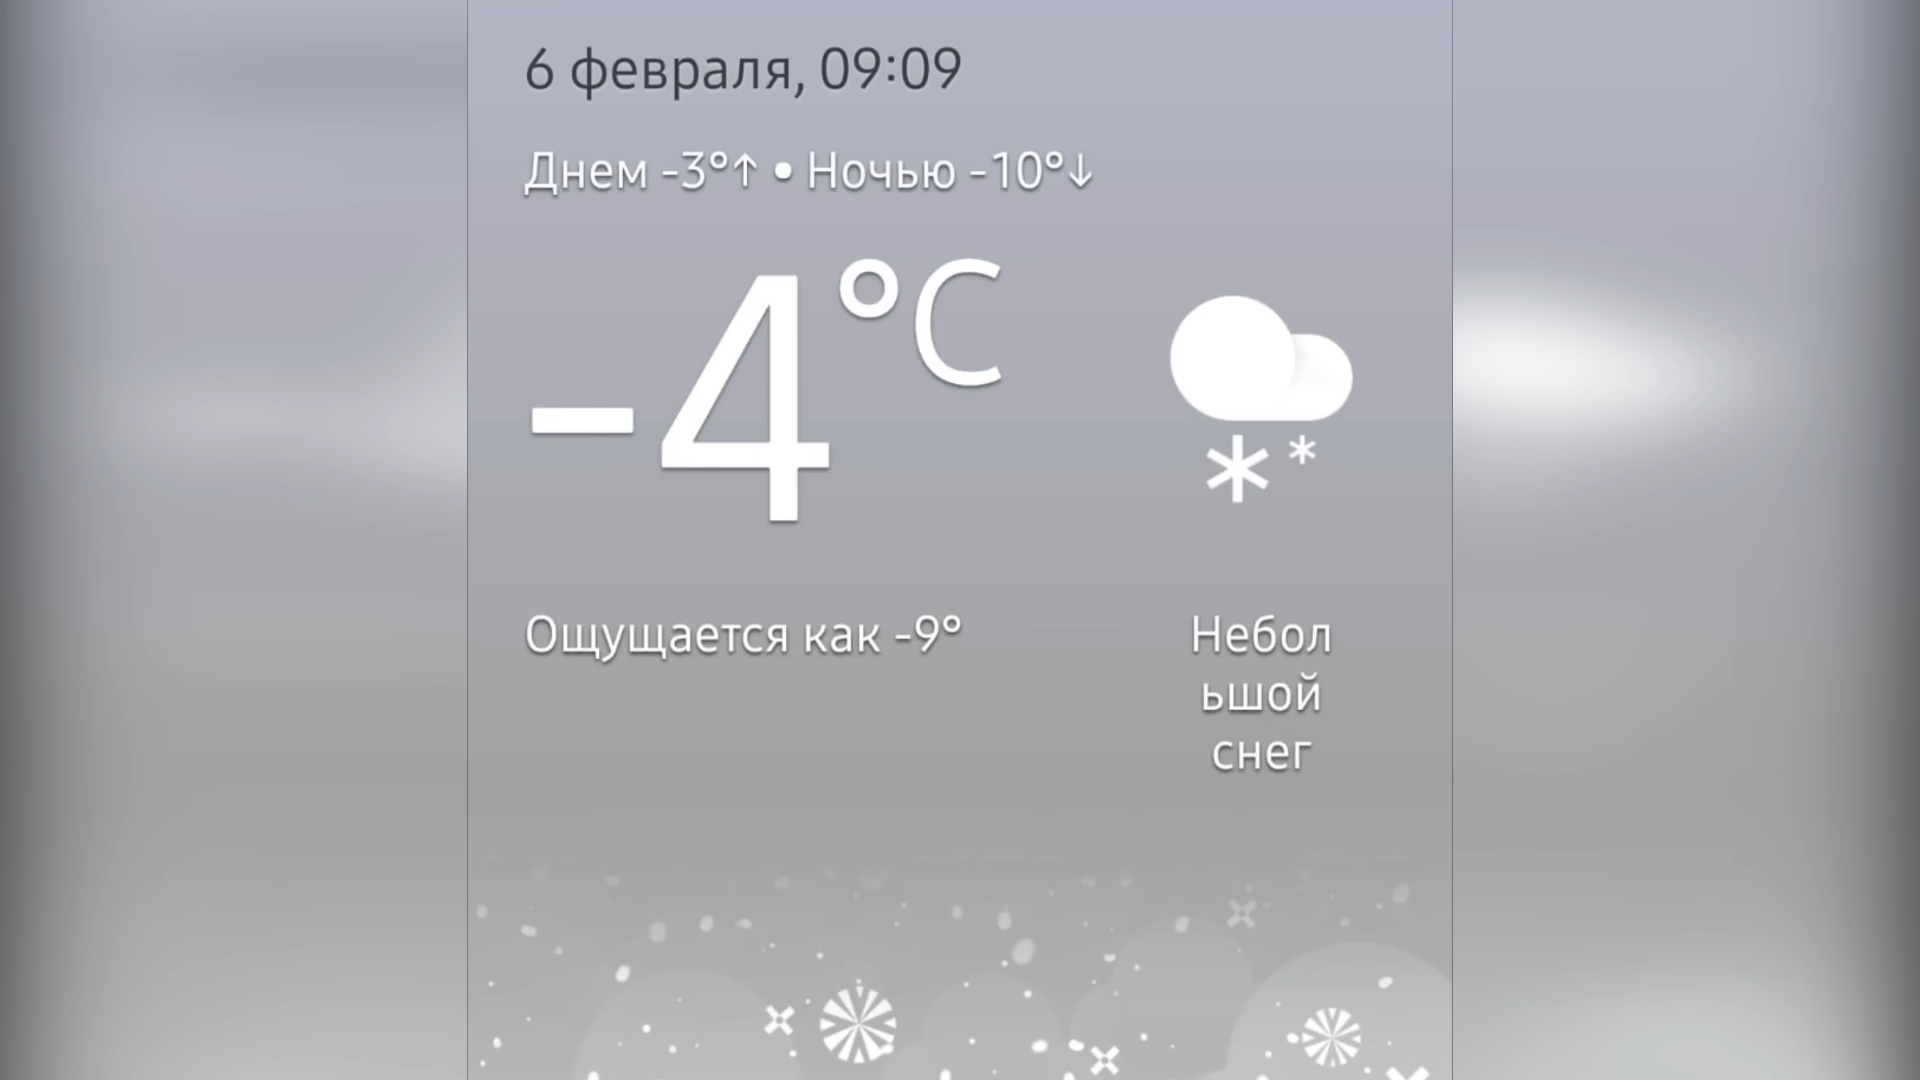 6 февраля, 09:09
Днем -3°↑ • Ночью -10°↓
-4°C
Ощущается как -9°
Небол
ьшой
снег